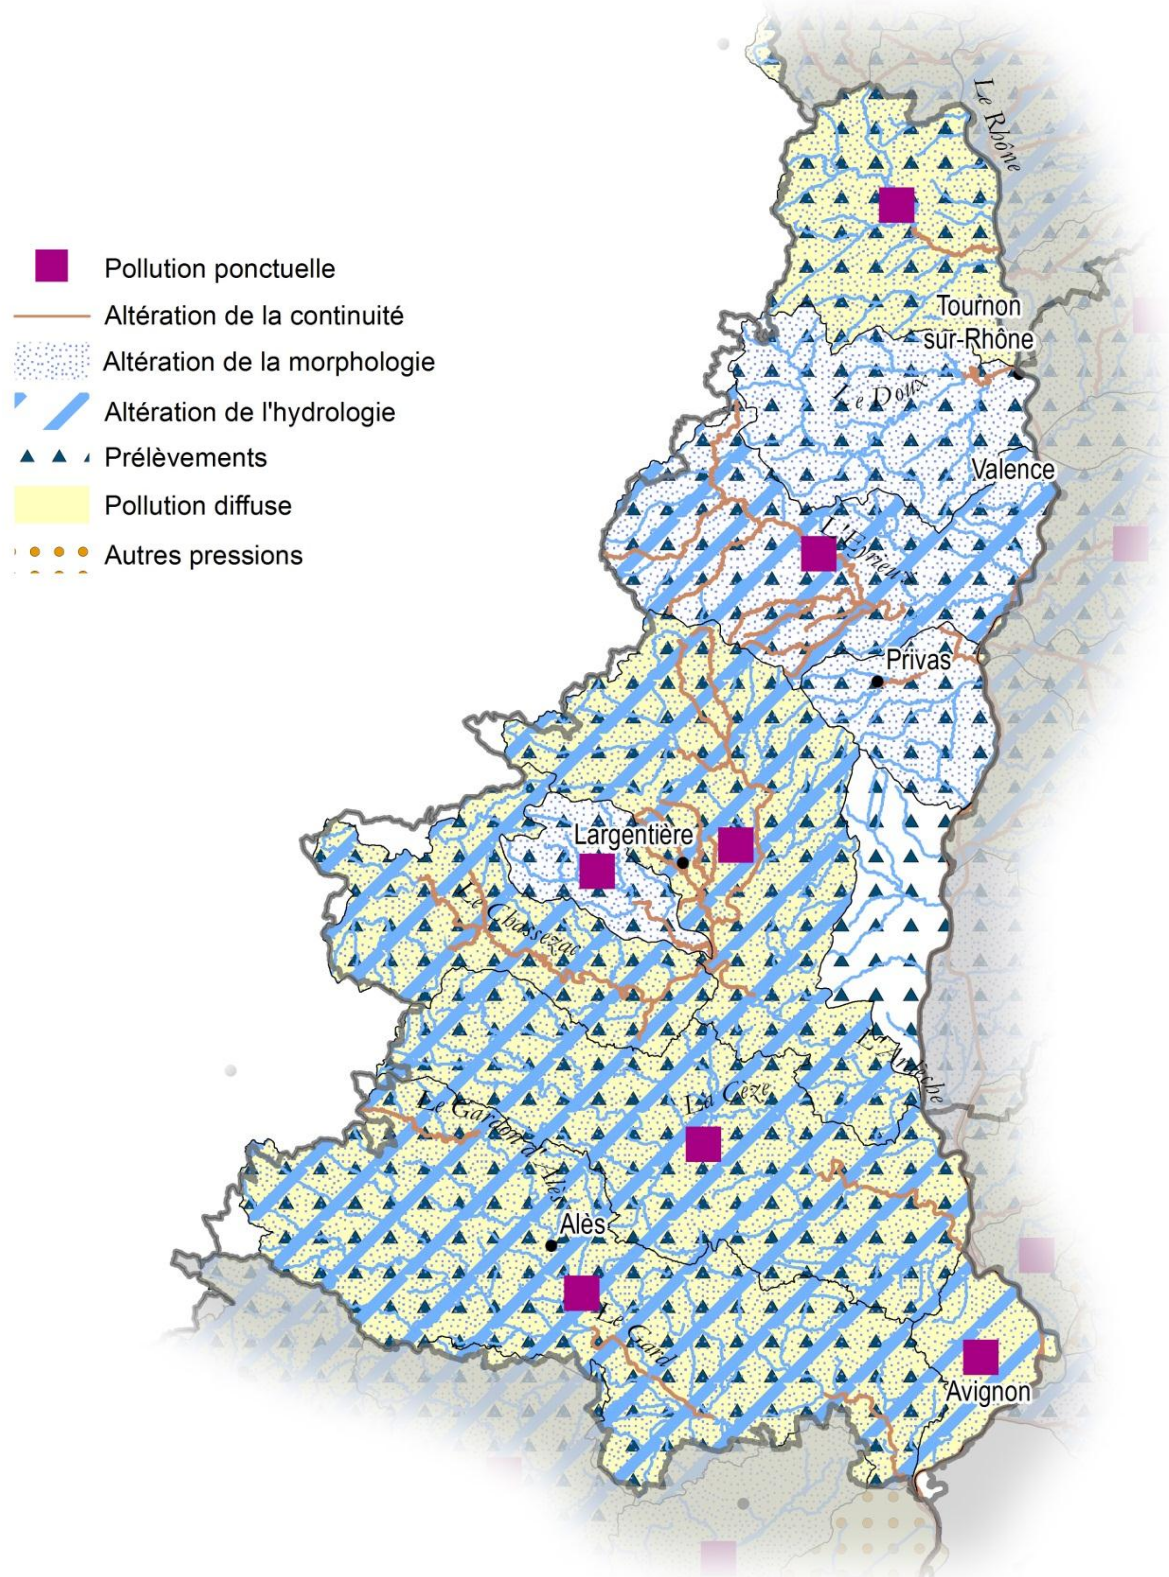 Le Rhône
Pollution ponctuelle
Altération de la continuité
Altération de la morphologie
Altération de l'hydrologie
Prélèvements
Pollution diffuse
Autres pressions
Tournon
sur-Rhône
Le Doux
Valence
L'Eyrieux
Privas
Largentière
Le Chassezac
L'Ardèche
La Cèze
Le Gardon d'Alès
Alès
Le Gard
Avignon